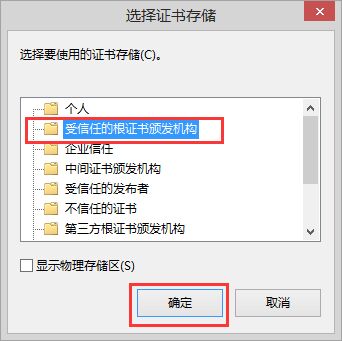 选择证书存储
选择要使用的证书存储(C)。
个人
受信任的根证书颁发机构
企业信任
中间证书颁发机构
受信任的发布者
不信任的证书
第三方根证书颁发机构
显示物理存储区(S)
确定
取消